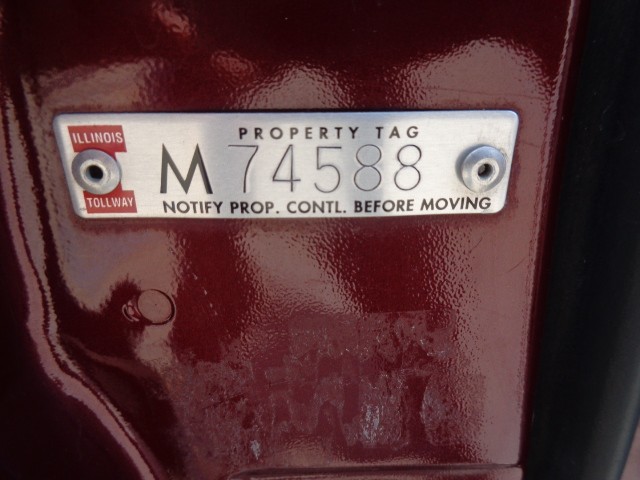 ILLINOIS
TOLLWAY
PROPERTY TAG
M 74588
NOTIFY PROP. CONTL. BEFORE MOVING